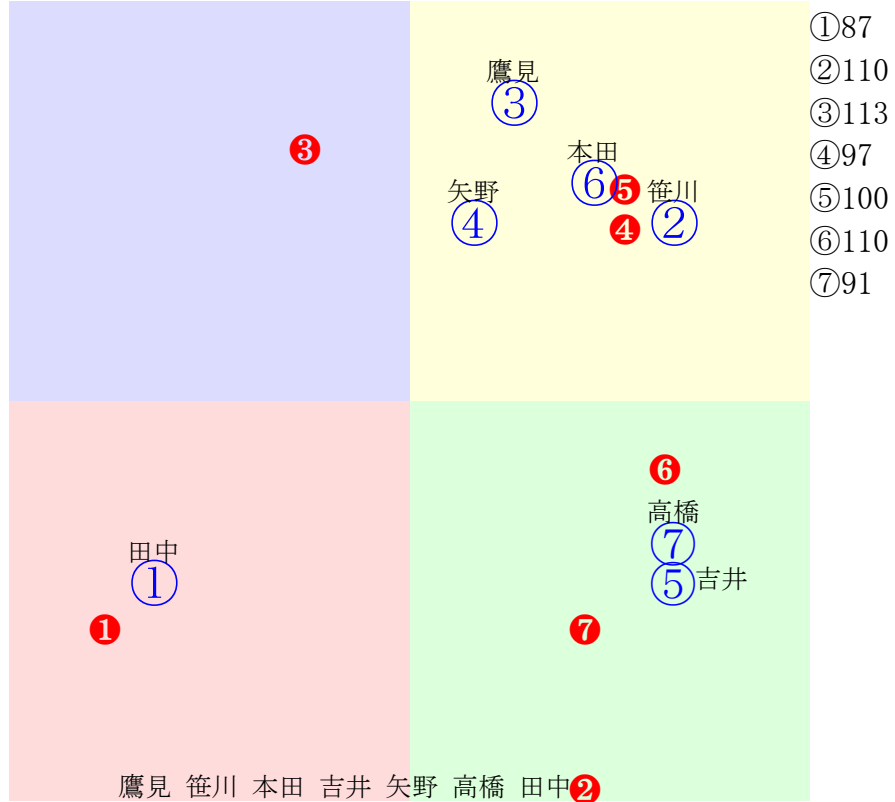 ①87
②110
③113
④97
⑤100
⑥110
⑦91
鷹見
③
❸
本田
⑥
❺
矢野
④
笹川
②
❹
❻
高橋
⑦
田中
①
⑤吉井
❶
❼
鷹見 笹川 本田 吉井 矢野 高橋 田中❷